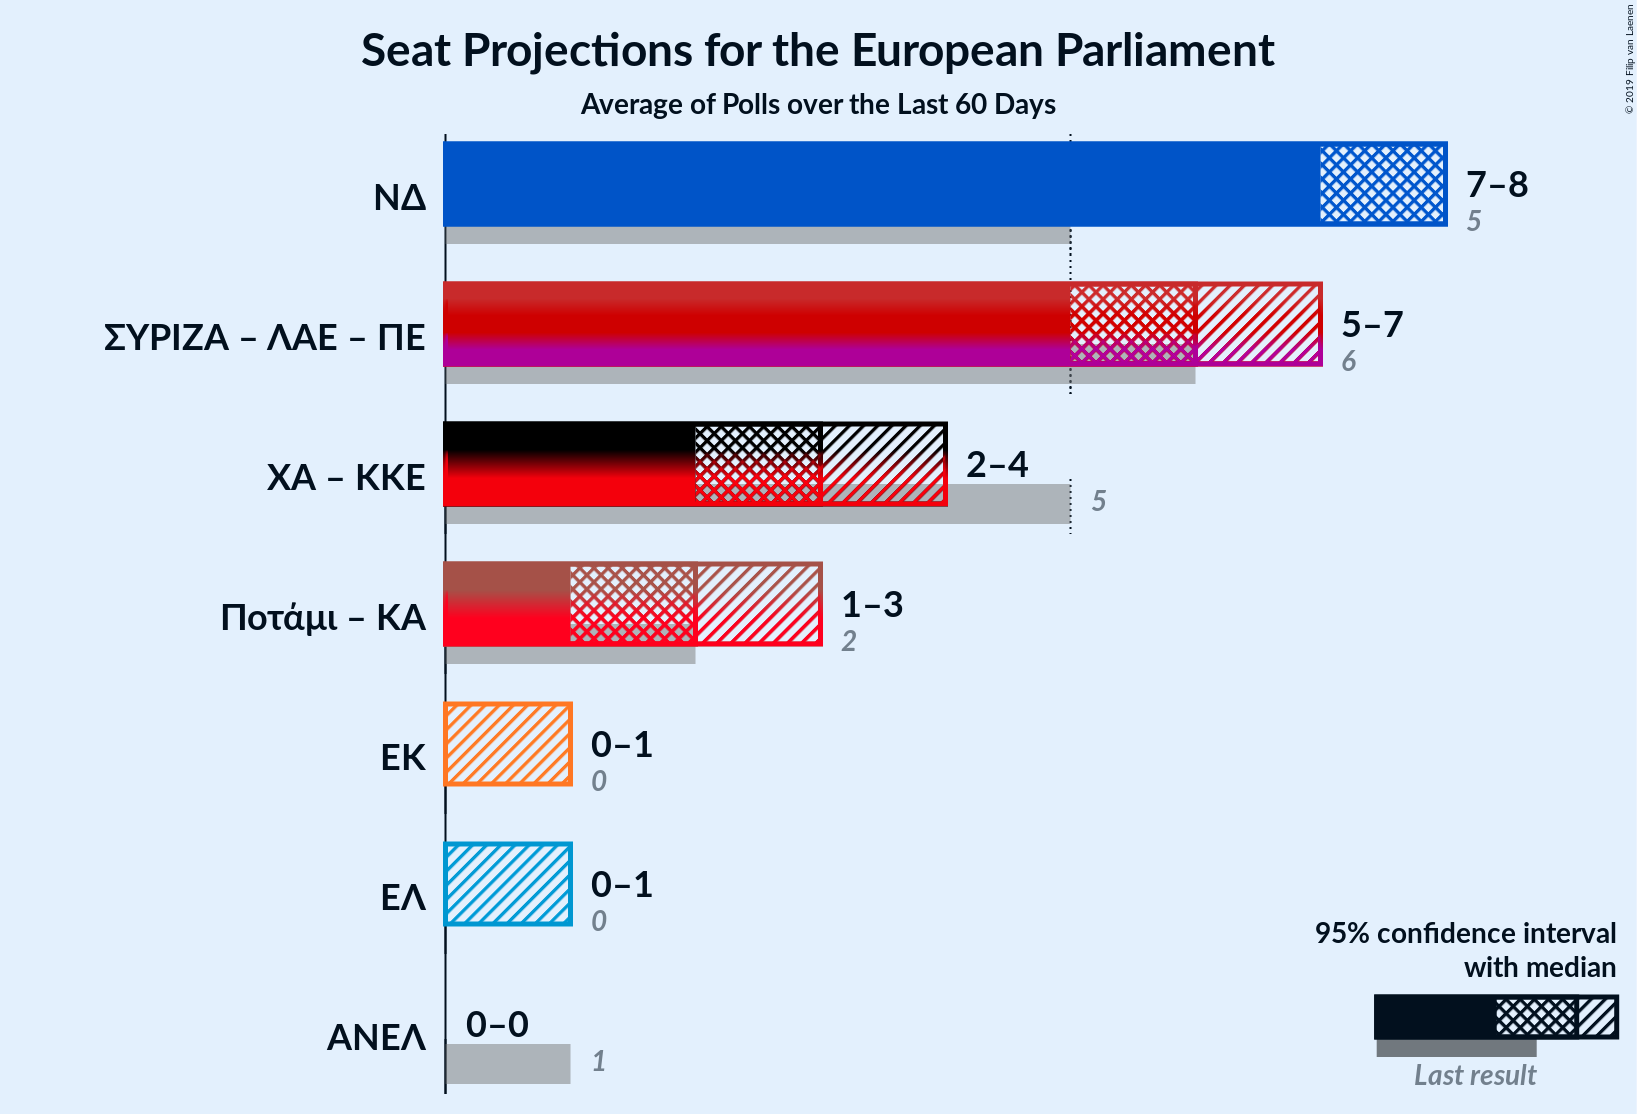 Seat Projections for the European Parliament
Average of Polls over the Last 60 Days
© 2019 Filip van Laenen
ΝΔ
7–8
5
ΣΥΡΙΖΑ – ΛΑΕ – ΠΕ
5–7
6
ΧΑ – ΚΚΕ
2–4
5
Ποτάμι – ΚΑ
1–3
2
ΕΚ
0–1
0
ΕΛ
0–1
0
ΑΝΕΛ
0–0
1
95% confidence interval
with median
Last result